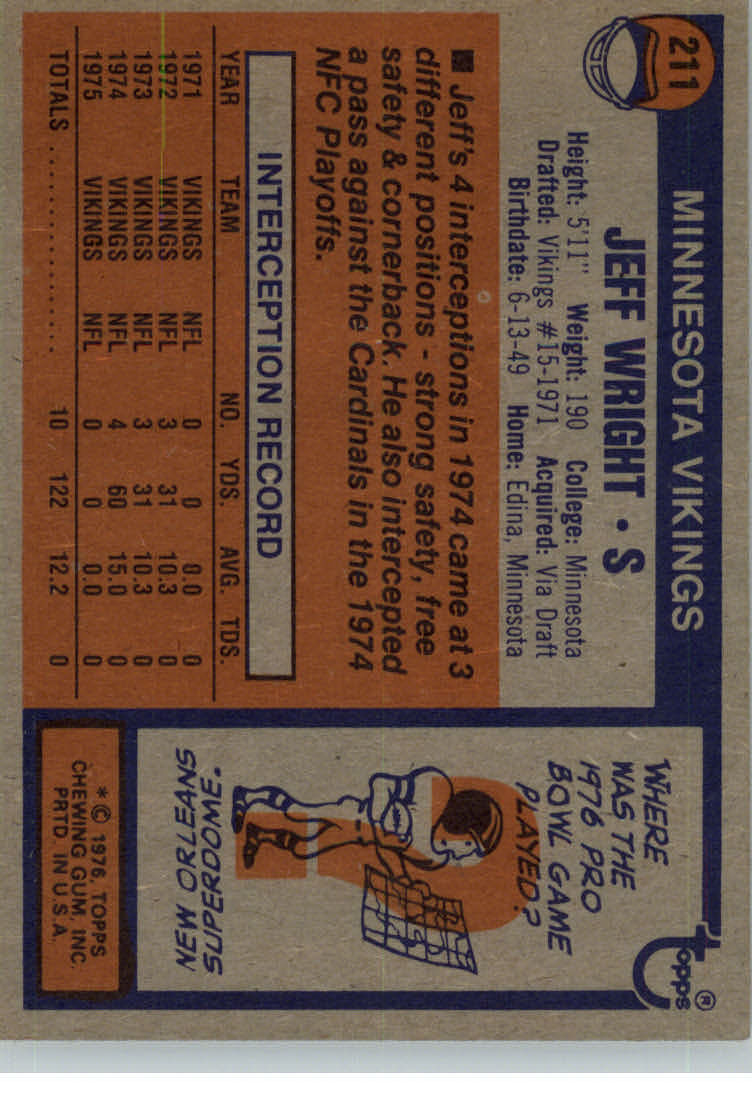 211
MINNESOTA VIKINGS
JEFF WRIGHT • S
Height: 5'11" Weight: 190 College: Minnesota
Drafted: Vikings #15-1971 Acquired: Via Draft
Birthdate: 6-13-49 Home: Edina, Minnesota
■ Jeff's 4 interceptions in 1974 came at 3
different positions - strong safety, free
safety & cornerback. He also intercepted
a pass against the Cardinals in the 1974
NFC Playoffs.
INTERCEPTION RECORD
YEAR TEAM NO. YDS. AVG. TDS.
1971 VIKINGS NFL 0 0 0.0 0
1972 VIKINGS NFL 3 31 10.3 0
1973 VIKINGS NFL 3 31 10.3 0
1974 VIKINGS NFL 4 60 15.0 0
1975 VIKINGS NFL 0 0 0.0 0
TOTALS .................. 10 122 12.2 0
topps®
WHERE
WAS THE
1976 PRO
BOWL GAME
PLAYED?
NEW ORLEANS
SUPERDOME.
*© 1976, TOPPS
CHEWING GUM, INC.
PRTD. IN U.S.A.